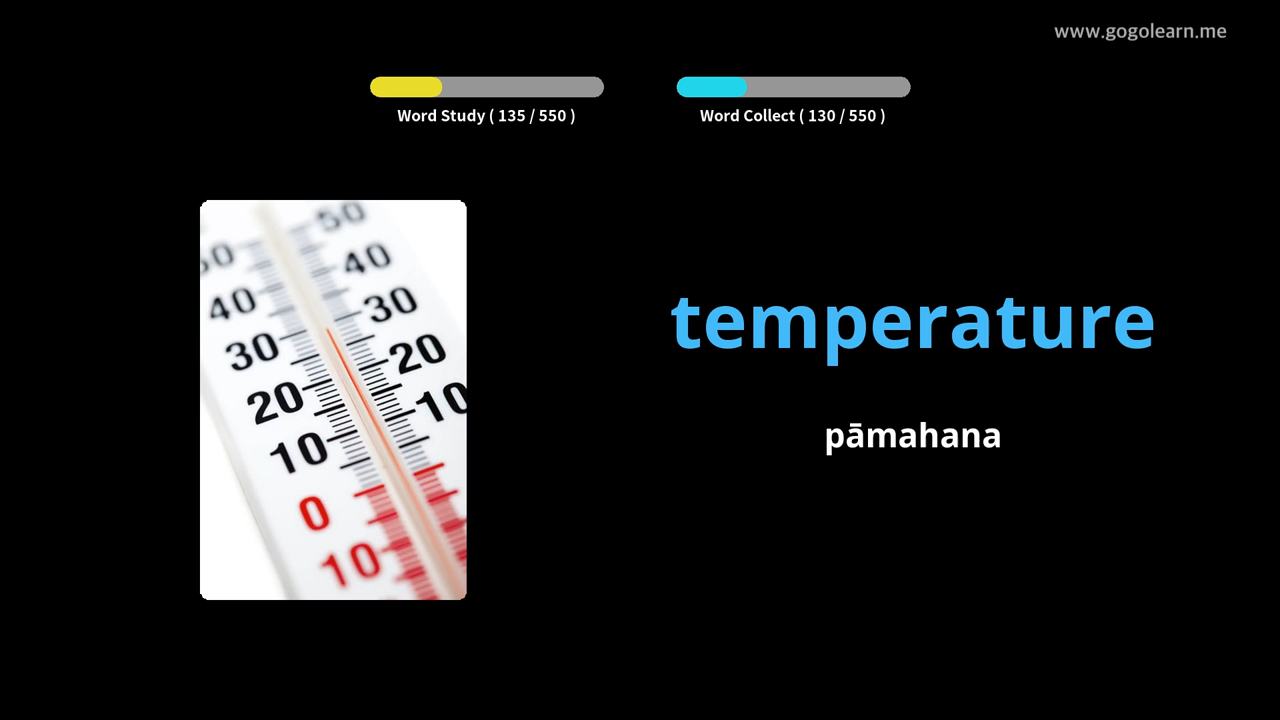 www.gogolearn.me
Word Study ( 135 / 550 )
Word Collect ( 130 / 550 )
50
50
40
40
30
30
20
20
10
10
0
10
temperature
pāmahana